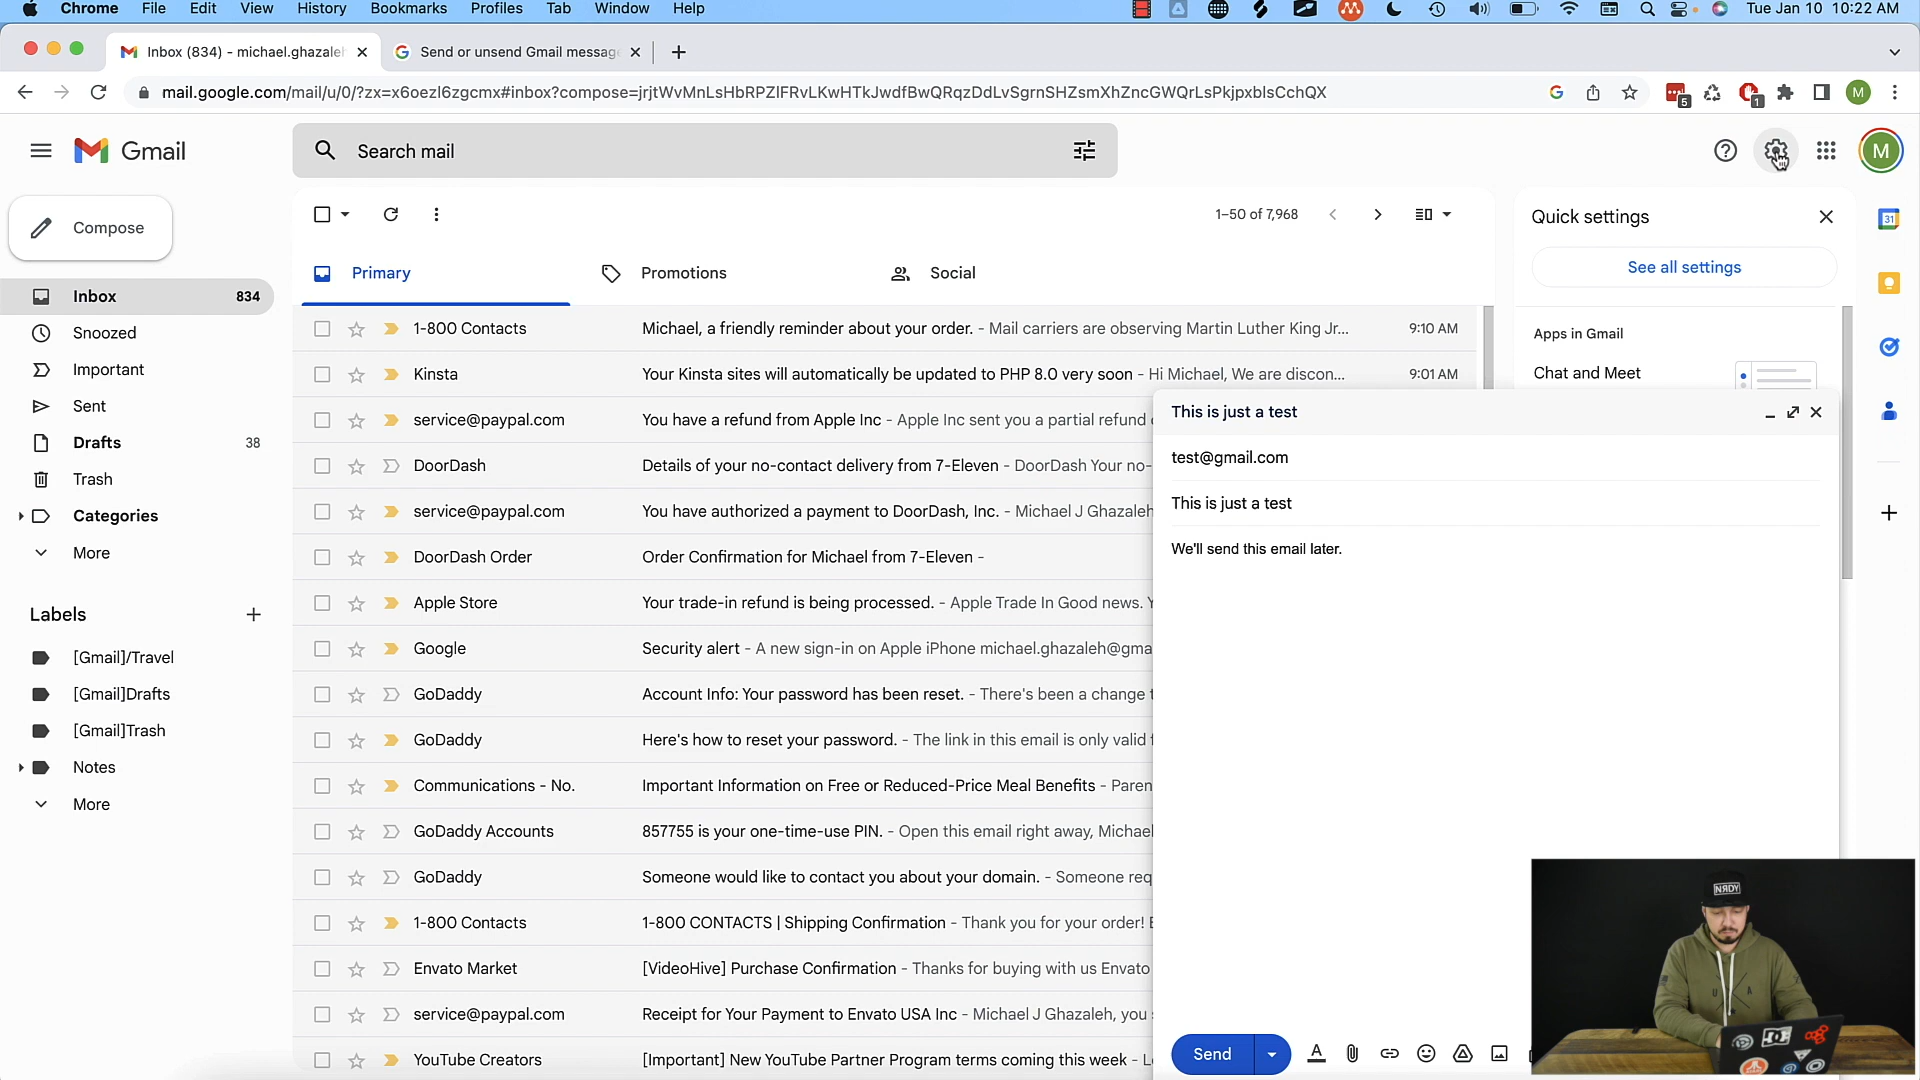 Chrome File Edit View History Bookmarks Profiles Tab Window Help Tue Jan 10 10:22 AM
Inbox (834) - michael.ghazaleh Send or unsend Gmail message
mail.google.com/mail/u/0/?zx=x6oezl6zgcmx#inbox?compose=jrjtWvMnLsHbRPZlFRvLKwHTkJwdfBwQRqzDdLvSgrnSHZsmXhZncGWQrLsPkjpxblsCchQX 5 1 M
Gmail
Search mail
M
Compose
1–50 of 7,968
Quick settings
See all settings
31
Primary
Promotions
Social
Inbox 834
Snoozed
Important
Sent
Drafts 38
Trash
Categories
More
Labels
[Gmail]/Travel
[Gmail]Drafts
[Gmail]Trash
Notes
More
1-800 Contacts Michael, a friendly reminder about your order. - Mail carriers are observing Martin Luther King Jr... 9:10 AM
Kinsta Your Kinsta sites will automatically be updated to PHP 8.0 very soon - Hi Michael, We are discon... 9:01 AM
service@paypal.com You have a refund from Apple Inc - Apple Inc sent you a partial refund
DoorDash Details of your no-contact delivery from 7-Eleven - DoorDash Your no-
service@paypal.com You have authorized a payment to DoorDash, Inc. - Michael J Ghazaleh
DoorDash Order Order Confirmation for Michael from 7-Eleven -
Apple Store Your trade-in refund is being processed. - Apple Trade In Good news. Y
Google Security alert - A new sign-in on Apple iPhone michael.ghazaleh@gma
GoDaddy Account Info: Your password has been reset. - There's been a change t
GoDaddy Here's how to reset your password. - The link in this email is only valid f
Communications - No. Important Information on Free or Reduced-Price Meal Benefits - Paren
GoDaddy Accounts 857755 is your one-time-use PIN. - Open this email right away, Michael
GoDaddy Someone would like to contact you about your domain. - Someone req
1-800 Contacts 1-800 CONTACTS | Shipping Confirmation - Thank you for your order! E
Envato Market [VideoHive] Purchase Confirmation - Thanks for buying with us Envato
service@paypal.com Receipt for Your Payment to Envato USA Inc - Michael J Ghazaleh, you s
YouTube Creators [Important] New YouTube Partner Program terms coming this week - L
Apps in Gmail
Chat and Meet
This is just a test
test@gmail.com
This is just a test
We'll send this email later.
Send
NЯDY
U A
DC